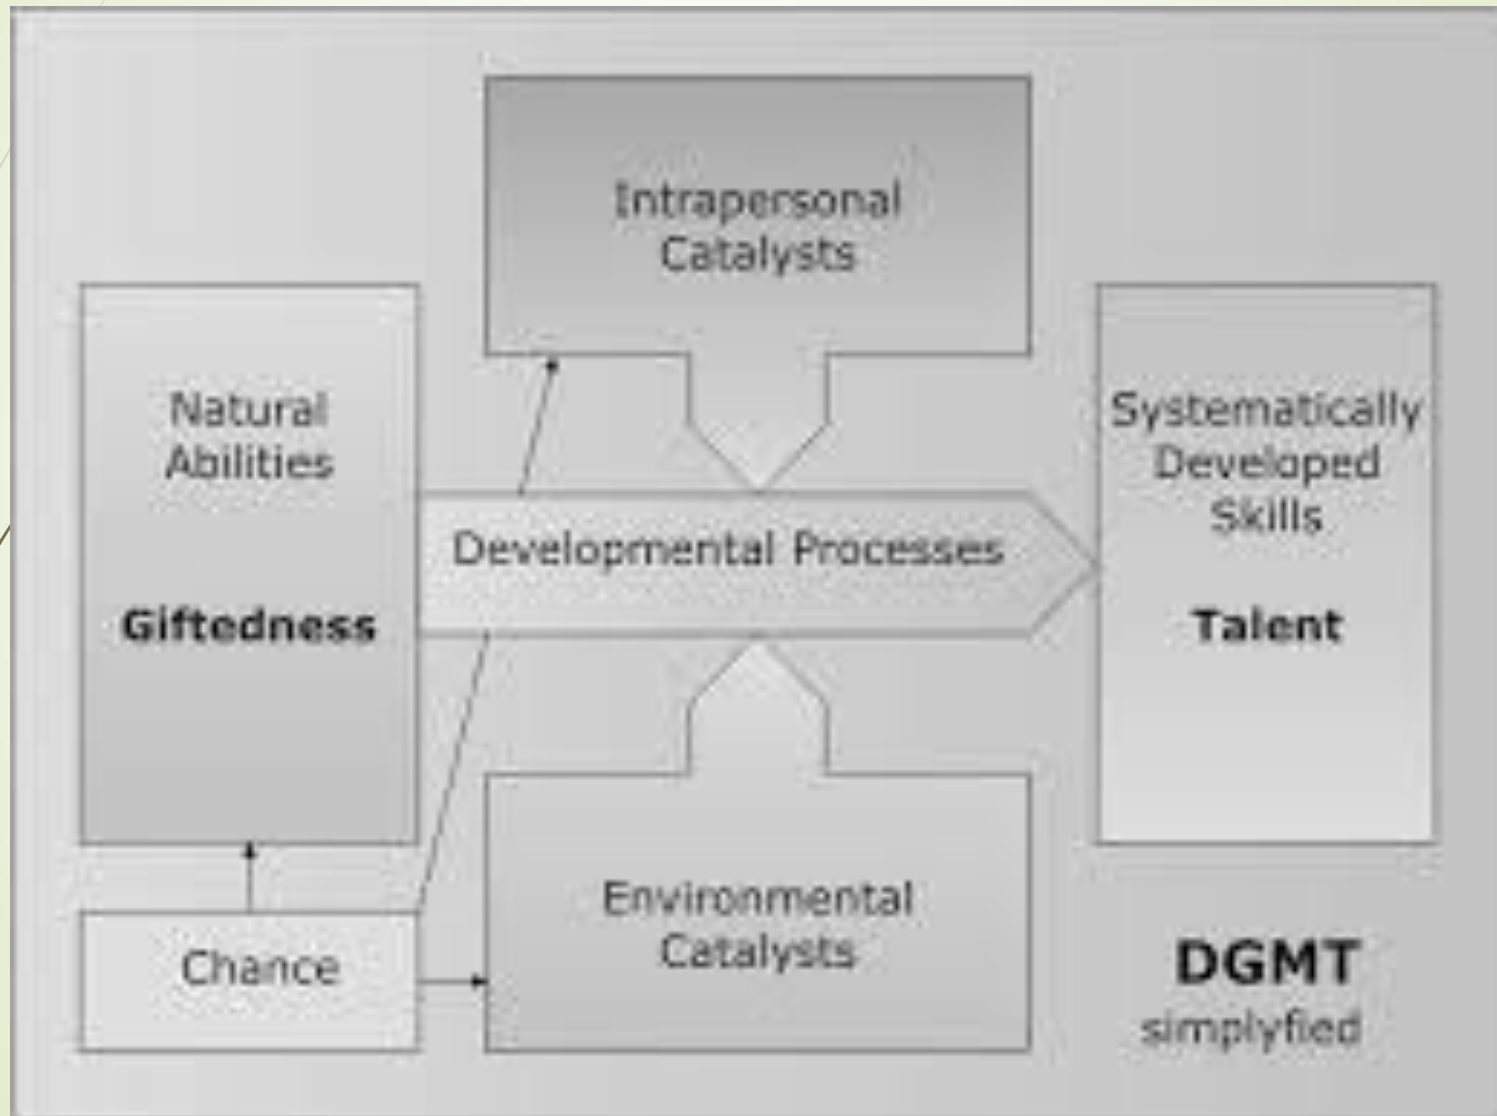 Intrapersonal
Catalysts
Natural
Abilities
Giftedness
Developmental Processes
Systematically
Developed
Skills
Talent
Chance
Environmental
Catalysts
DGMT
simplyfied